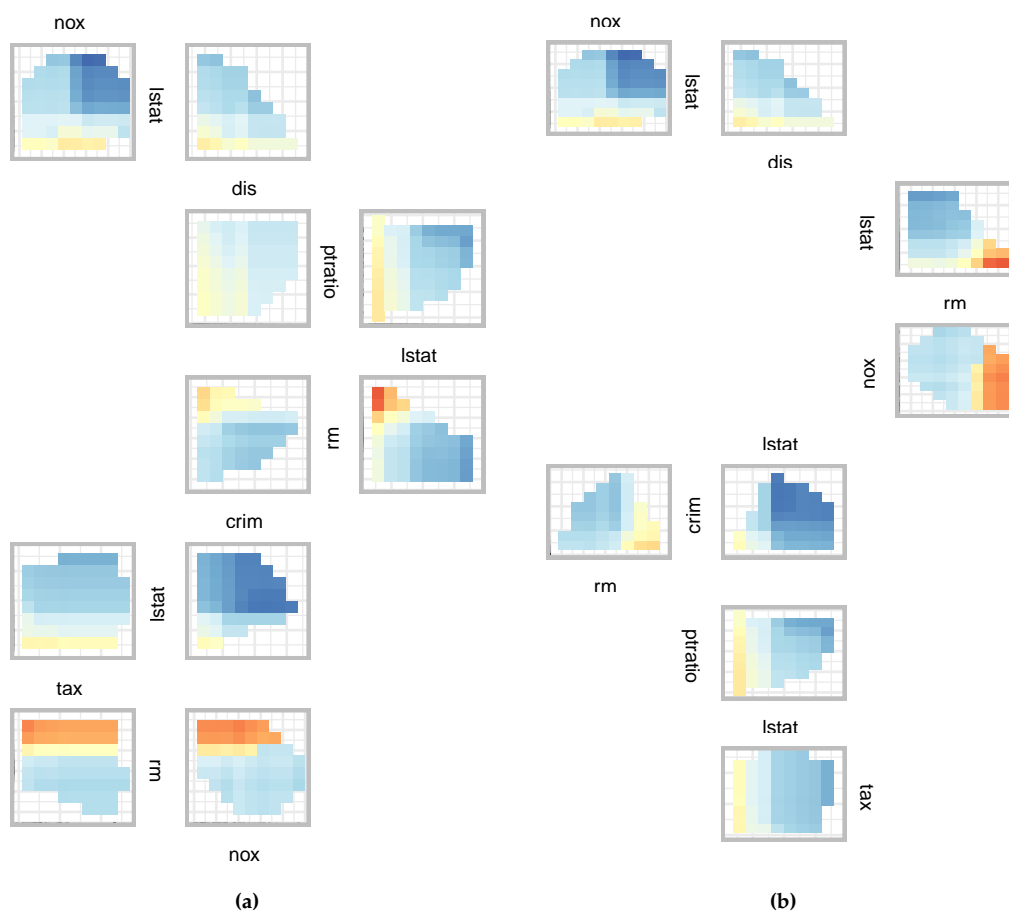 nox
lstat
dis
ptratio
lstat
rm
crim
lstat
tax
rm
nox
(a)
nox
lstat
dis
lstat
rm
nox
lstat
crim
rm
ptratio
lstat
tax
(b)